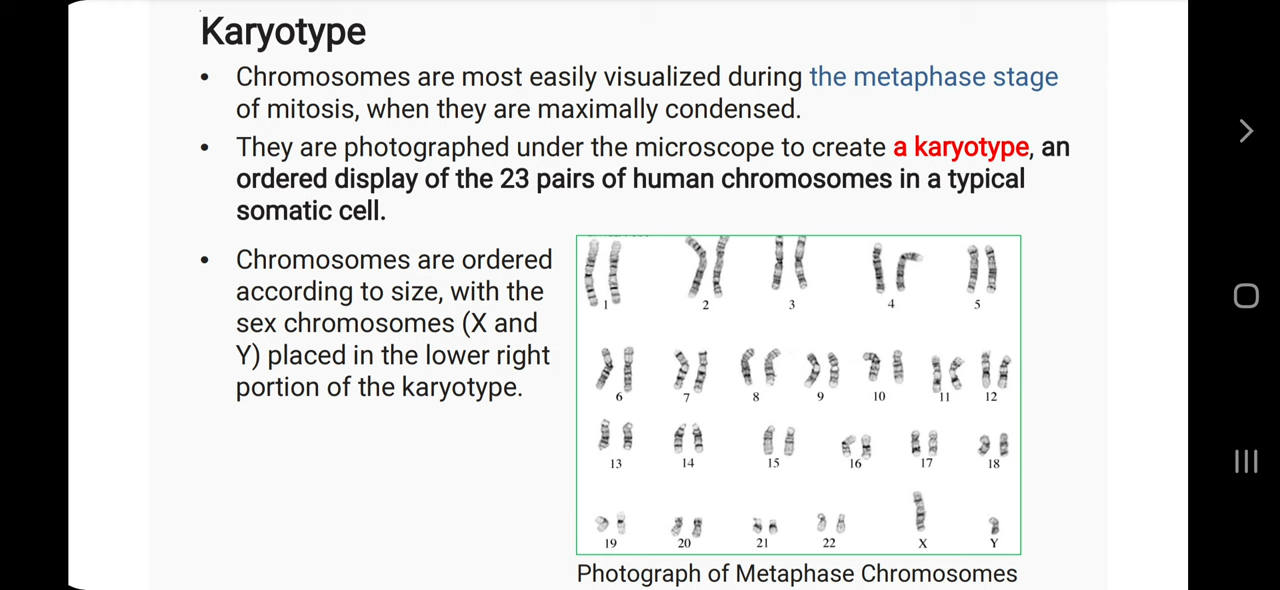 Karyotype
• Chromosomes are most easily visualized during the metaphase stage
of mitosis, when they are maximally condensed.
• They are photographed under the microscope to create a karyotype, an
ordered display of the 23 pairs of human chromosomes in a typical
somatic cell.
• Chromosomes are ordered
according to size, with the
sex chromosomes (X and
Y) placed in the lower right
portion of the karyotype.
1 2 3 4 5
6 7 8 9 10 11 12
13 14 15 16 17 18
19 20 21 22 X Y
Photograph of Metaphase Chromosomes